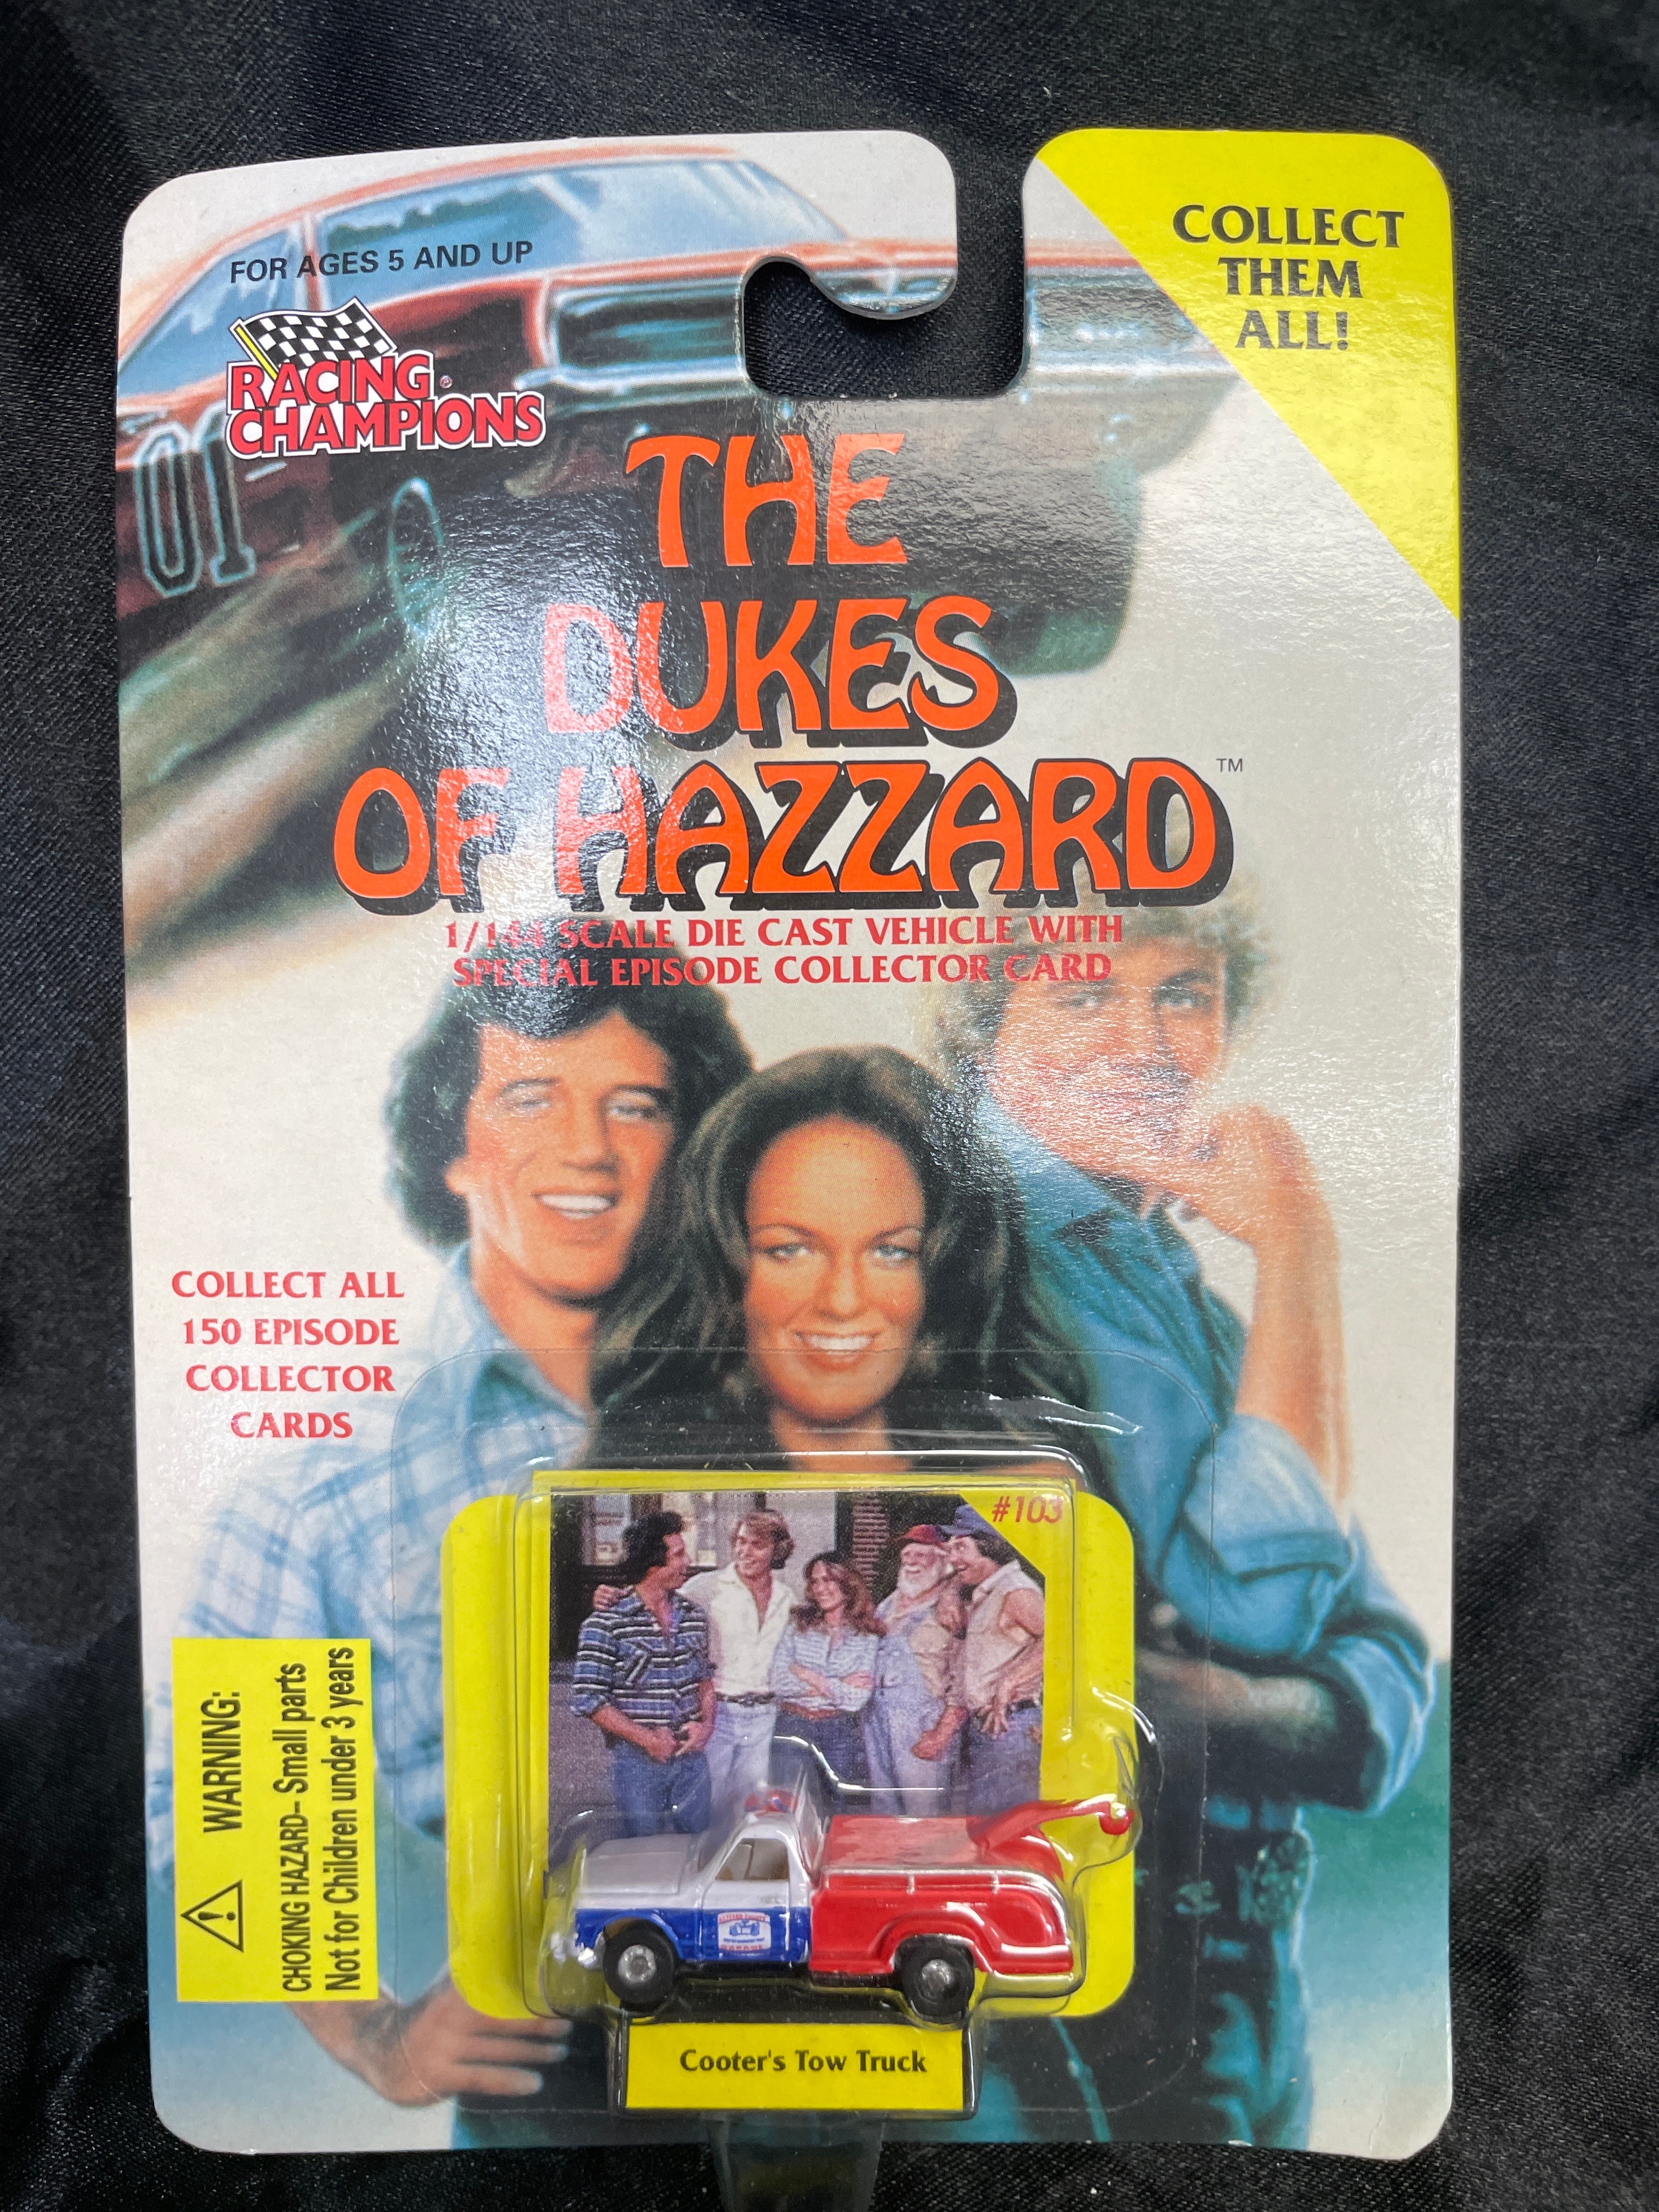 FOR AGES 5 AND UP
RACING
CHAMPIONS
COLLECT
THEM
ALL!
01
THE
DUKES
OF HAZZARD™
1/144 SCALE DIE CAST VEHICLE WITH
SPECIAL EPISODE COLLECTOR CARD
COLLECT ALL
150 EPISODE
COLLECTOR
CARDS
#103
WARNING:
CHOKING HAZARD- Small parts
Not for Children under 3 years
Cooter's Tow Truck